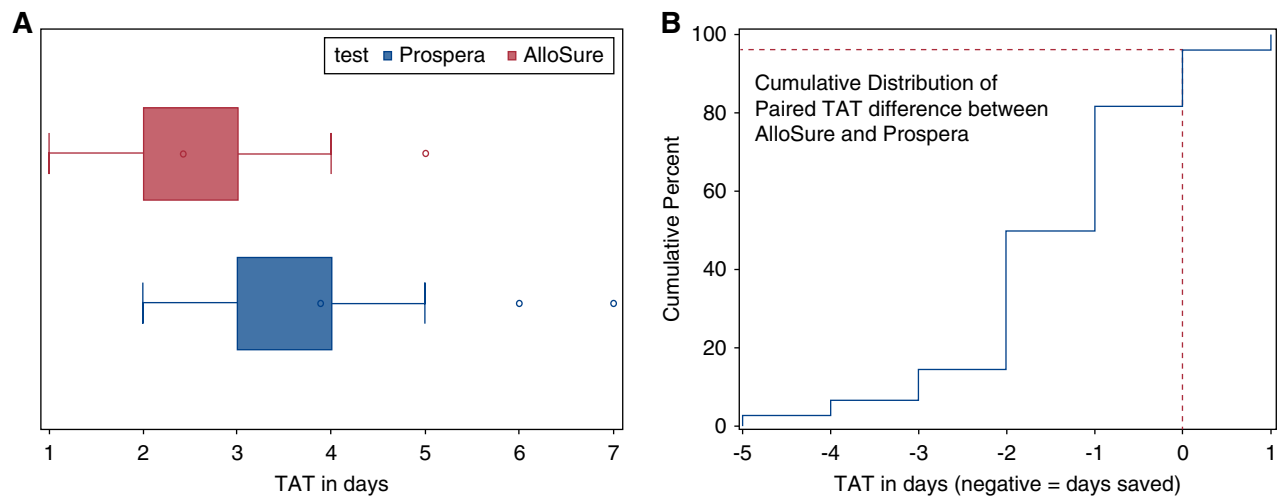 A
test Prospera AlloSure
1 2 3 4 5 6 7
TAT in days
B
100
80
60
40
20
0
Cumulative Percent
Cumulative Distribution of
Paired TAT difference between
AlloSure and Prospera
-5 -4 -3 -2 -1 0 1
TAT in days (negative = days saved)